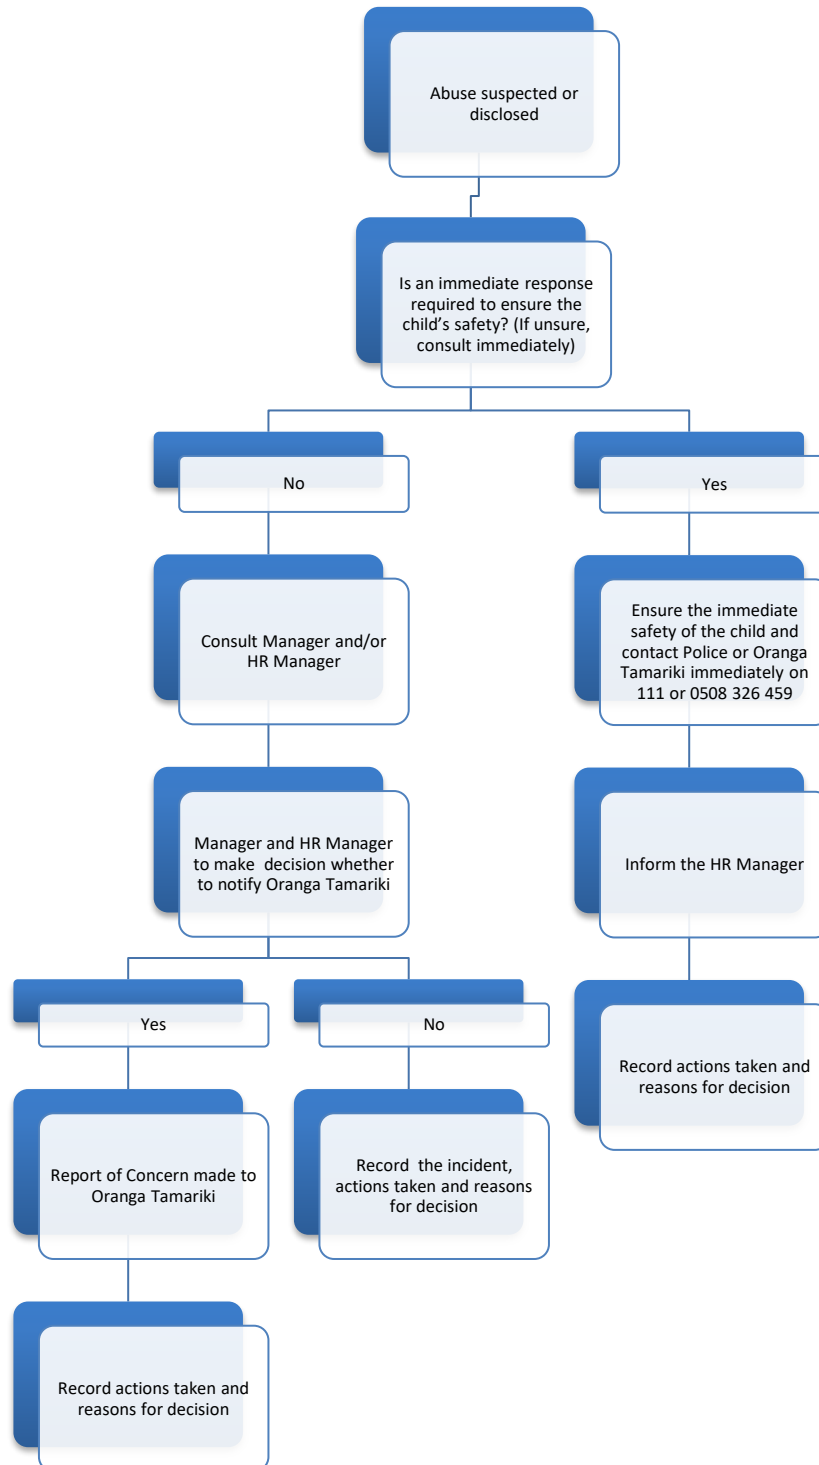 Abuse suspected or
disclosed
Is an immediate response
required to ensure the
child’s safety? (If unsure,
consult immediately)
No
Yes
Consult Manager and/or
HR Manager
Ensure the immediate
safety of the child and
contact Police or Oranga
Tamariki immediately on
111 or 0508 326 459
Manager and HR Manager
to make decision whether
to notify Oranga Tamariki
Inform the HR Manager
Yes
No
Record actions taken and
reasons for decision
Report of Concern made to
Oranga Tamariki
Record the incident,
actions taken and reasons
for decision
Record actions taken and
reasons for decision